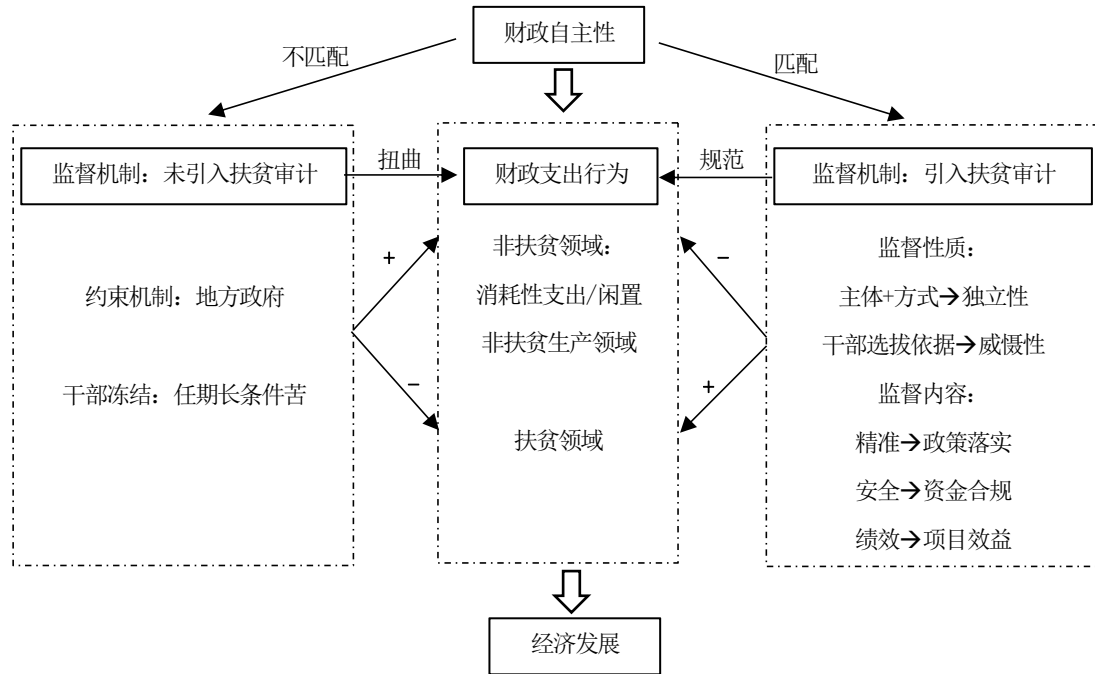 财政自主性
不匹配
匹配
监督机制：未引入扶贫审计
扭曲
财政支出行为
规范
监督机制：引入扶贫审计
约束机制：地方政府
干部冻结：任期长条件苦
+
−
非扶贫领域：
消耗性支出/闲置
非扶贫生产领域
扶贫领域
−
+
监督性质：
主体+方式→独立性
干部选拔依据→威慑性
监督内容：
精准→政策落实
安全→资金合规
绩效→项目效益
经济发展